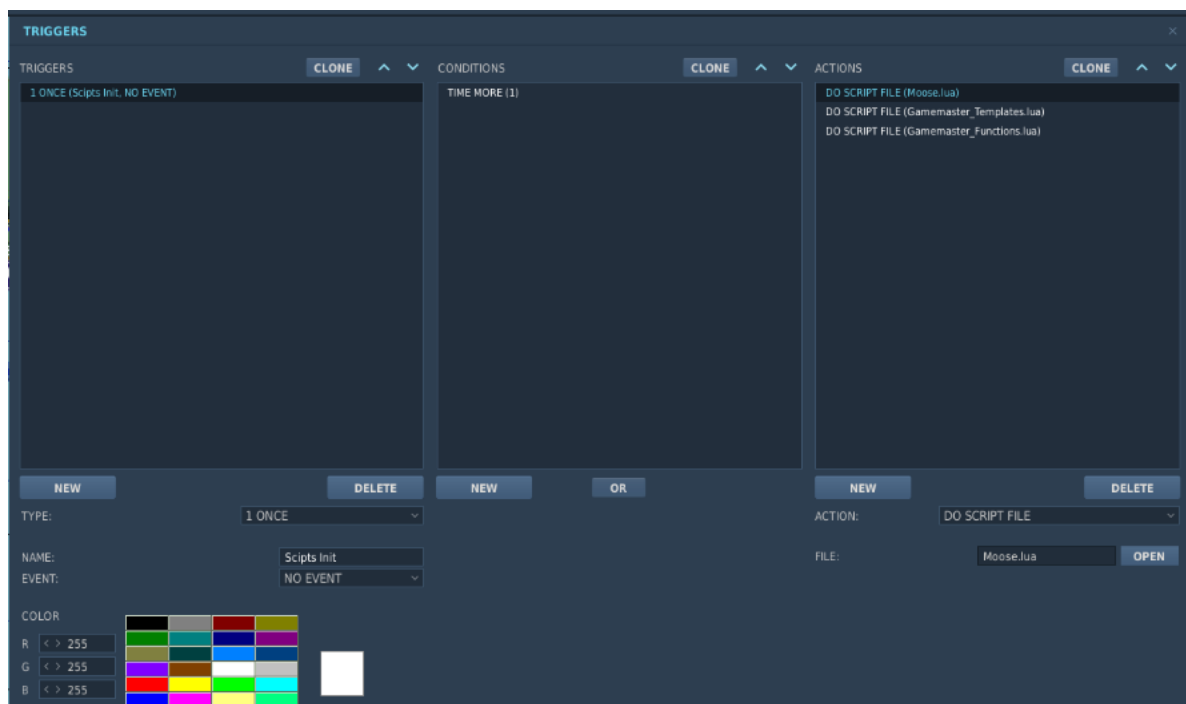 TRIGGERS
TRIGGERS CLONE CONDITIONS CLONE ACTIONS CLONE
1 ONCE (Scipts Init, NO EVENT) TIME MORE (1) DO SCRIPT FILE (Moose.lua)
DO SCRIPT FILE (Gamemaster_Templates.lua)
DO SCRIPT FILE (Gamemaster_Functions.lua)
NEW DELETE NEW OR NEW DELETE
TYPE: 1 ONCE ACTION: DO SCRIPT FILE
NAME: Scipts Init FILE: Moose.lua OPEN
EVENT: NO EVENT
COLOR
R < > 255
G < > 255
B < > 255